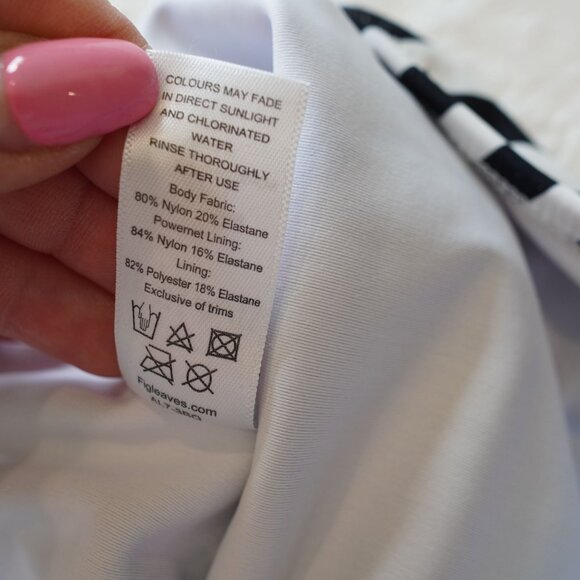 COLOURS MAY FADE
IN DIRECT SUNLIGHT
AND CHLORINATED
WATER
RINSE THOROUGHLY
AFTER USE
Body Fabric:
80% Nylon 20% Elastane
Powernet Lining:
84% Nylon 16% Elastane
Lining:
82% Polyester 18% Elastane
Exclusive of trims
Figleaves.com